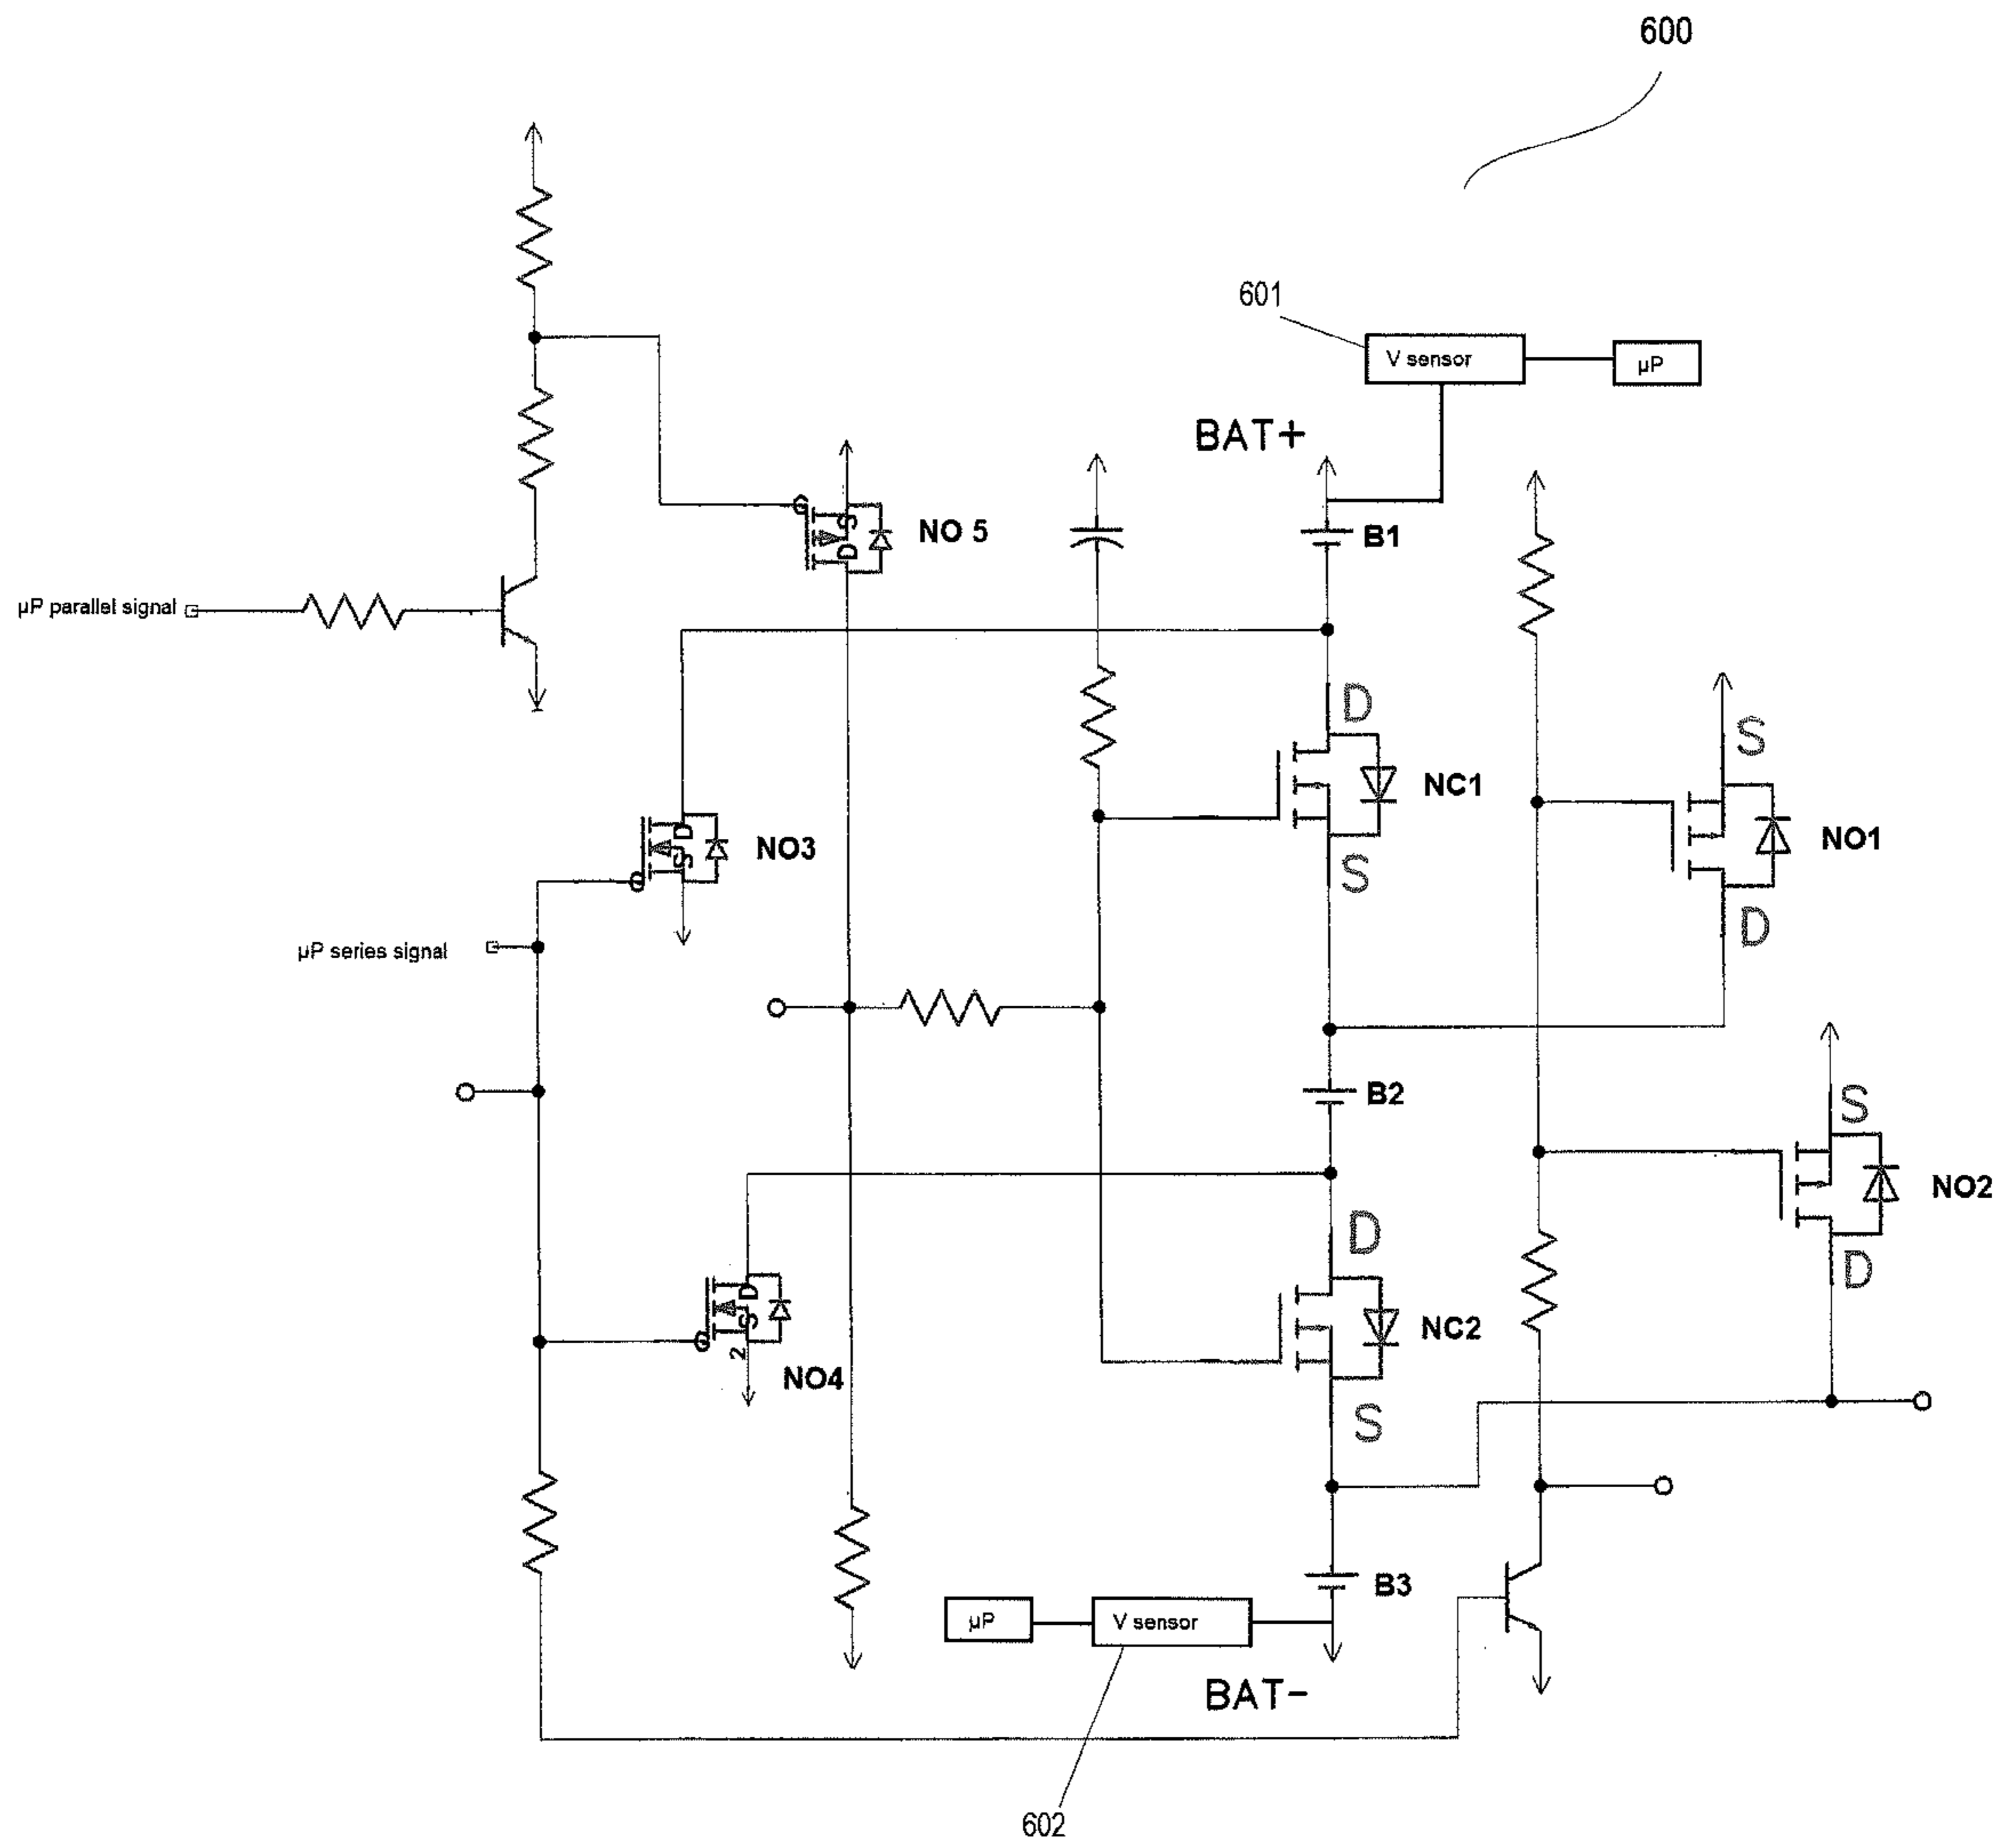 600
601
V sensor
µP
BAT+
B1
S
D
NO 5
µP parallel signal
D
NC1
S
S
NO1
D
D
S
NO3
µP series signal
B2
S
NO2
D
D
NC2
S
D
S
2
NO4
B3
µP
V sensor
BAT-
602